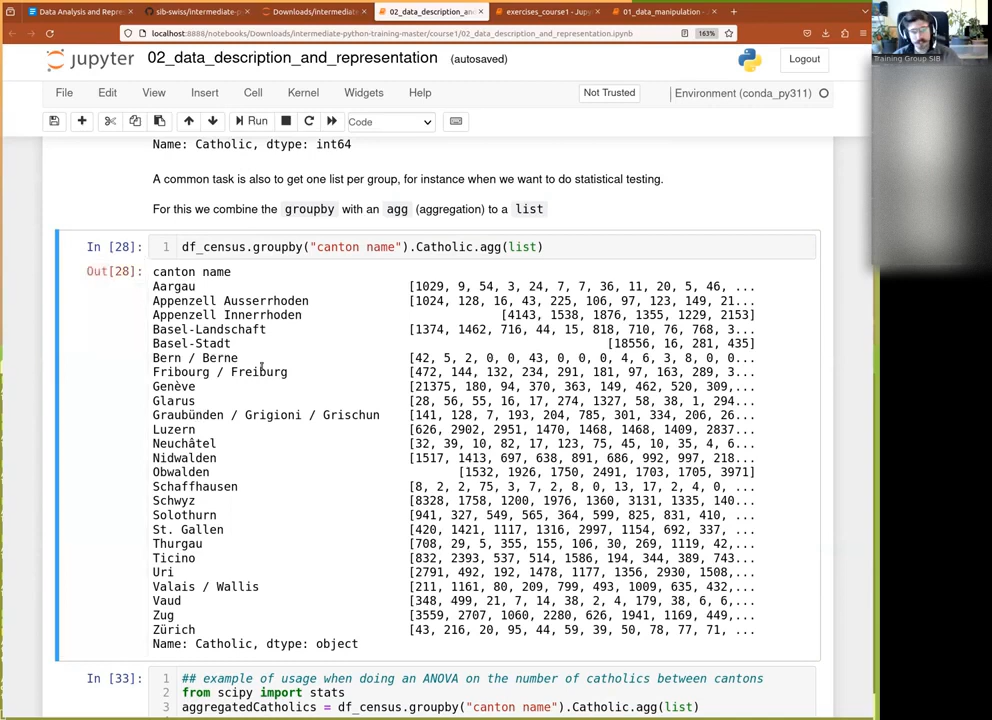 Data Analysis and Repre
sib-swiss/intermediate-p
Downloads/intermediate
02_data_description_an
exercises_course1 - Jup
01_data_manipulation -
localhost:8888/notebooks/Downloads/intermediate-python-training-master/course1/02_data_description_and_representation.ipynb
163%
Training Group SIB
jupyter
02_data_description_and_representation (autosaved)
Logout
File Edit View Insert Cell Kernel Widgets Help
Not Trusted
Environment (conda_py311)
Run
Code
Name: Catholic, dtype: int64
A common task is also to get one list per group, for instance when we want to do statistical testing.
For this we combine the groupby with an agg (aggregation) to a list
In [28]: 1 df_census.groupby("canton name").Catholic.agg(list)
Out[28]: canton name
Aargau [1029, 9, 54, 3, 24, 7, 7, 36, 11, 20, 5, 46, ...
Appenzell Ausserrhoden [1024, 128, 16, 43, 225, 106, 97, 123, 149, 21...
Appenzell Innerrhoden [4143, 1538, 1876, 1355, 1229, 2153]
Basel-Landschaft [1374, 1462, 716, 44, 15, 818, 710, 76, 768, 3...
Basel-Stadt [18556, 16, 281, 435]
Bern / Berne [42, 5, 2, 0, 0, 43, 0, 0, 0, 4, 6, 3, 8, 0, 0...
Fribourg / Freiburg [472, 144, 132, 234, 291, 181, 97, 163, 289, 3...
Genève [21375, 180, 94, 370, 363, 149, 462, 520, 309,...
Glarus [28, 56, 55, 16, 17, 274, 1327, 58, 38, 1, 294...
Graubünden / Grigioni / Grischun [141, 128, 7, 193, 204, 785, 301, 334, 206, 26...
Luzern [626, 2902, 2951, 1470, 1468, 1468, 1409, 2837...
Neuchâtel [32, 39, 10, 82, 17, 123, 75, 45, 10, 35, 4, 6...
Nidwalden [1517, 1413, 697, 638, 891, 686, 992, 997, 218...
Obwalden [1532, 1926, 1750, 2491, 1703, 1705, 3971]
Schaffhausen [8, 2, 2, 75, 3, 7, 2, 8, 0, 13, 17, 2, 4, 0, ...
Schwyz [8328, 1758, 1200, 1976, 1360, 3131, 1335, 140...
Solothurn [941, 327, 549, 565, 364, 599, 825, 831, 410, ...
St. Gallen [420, 1421, 1117, 1316, 2997, 1154, 692, 337, ...
Thurgau [708, 29, 5, 355, 155, 106, 30, 269, 1119, 42,...
Ticino [832, 2393, 537, 514, 1586, 194, 344, 389, 743...
Uri [2791, 492, 192, 1478, 1177, 1356, 2930, 1508,...
Valais / Wallis [211, 1161, 80, 209, 799, 493, 1009, 635, 432,...
Vaud [348, 499, 21, 7, 14, 38, 2, 4, 179, 38, 6, 6,...
Zug [3559, 2707, 1060, 2280, 626, 1941, 1169, 449,...
Zürich [43, 216, 20, 95, 44, 59, 39, 50, 78, 77, 71, ...
Name: Catholic, dtype: object
In [33]: 1 ## example of usage when doing an ANOVA on the number of catholics between cantons
2 from scipy import stats
3 aggregatedCatholics = df_census.groupby("canton name").Catholic.agg(list)